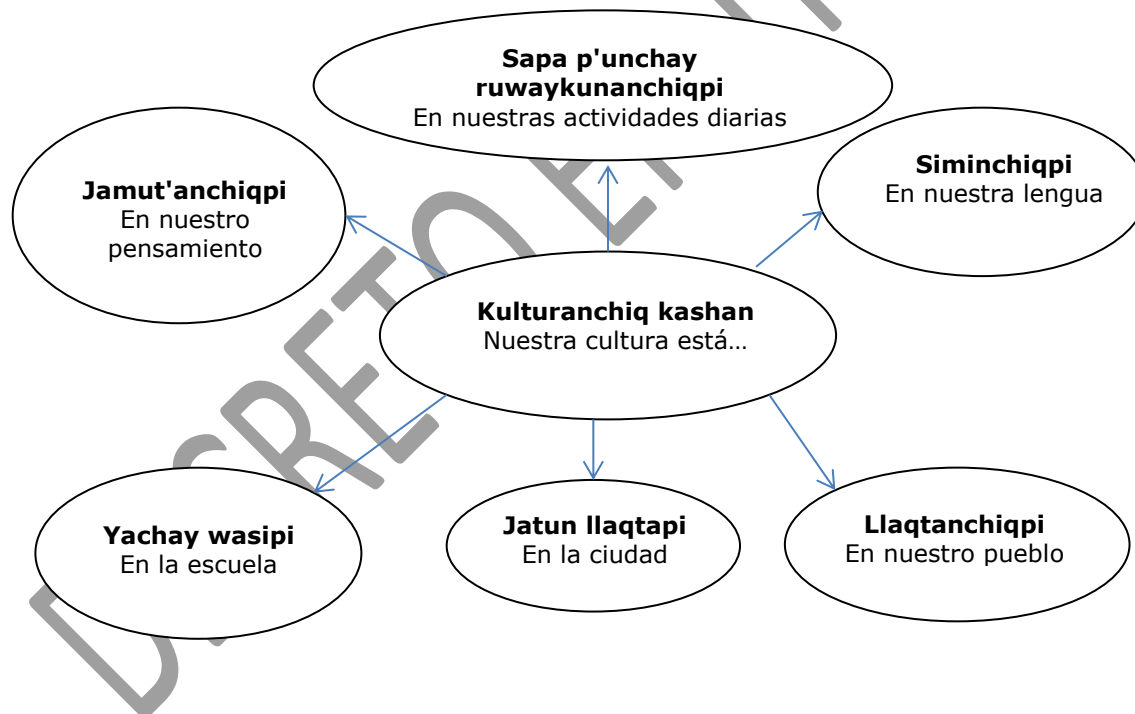 Sapa p'unchay
ruwaykunanchiqpi
En nuestras actividades diarias
Jamut'anchiqpi
En nuestro
pensamiento
Siminchiqpi
En nuestra lengua
Kulturanchiq kashan
Nuestra cultura está…
Yachay wasipi
En la escuela
Jatun llaqtapi
En la ciudad
Llaqtanchiqpi
En nuestro pueblo